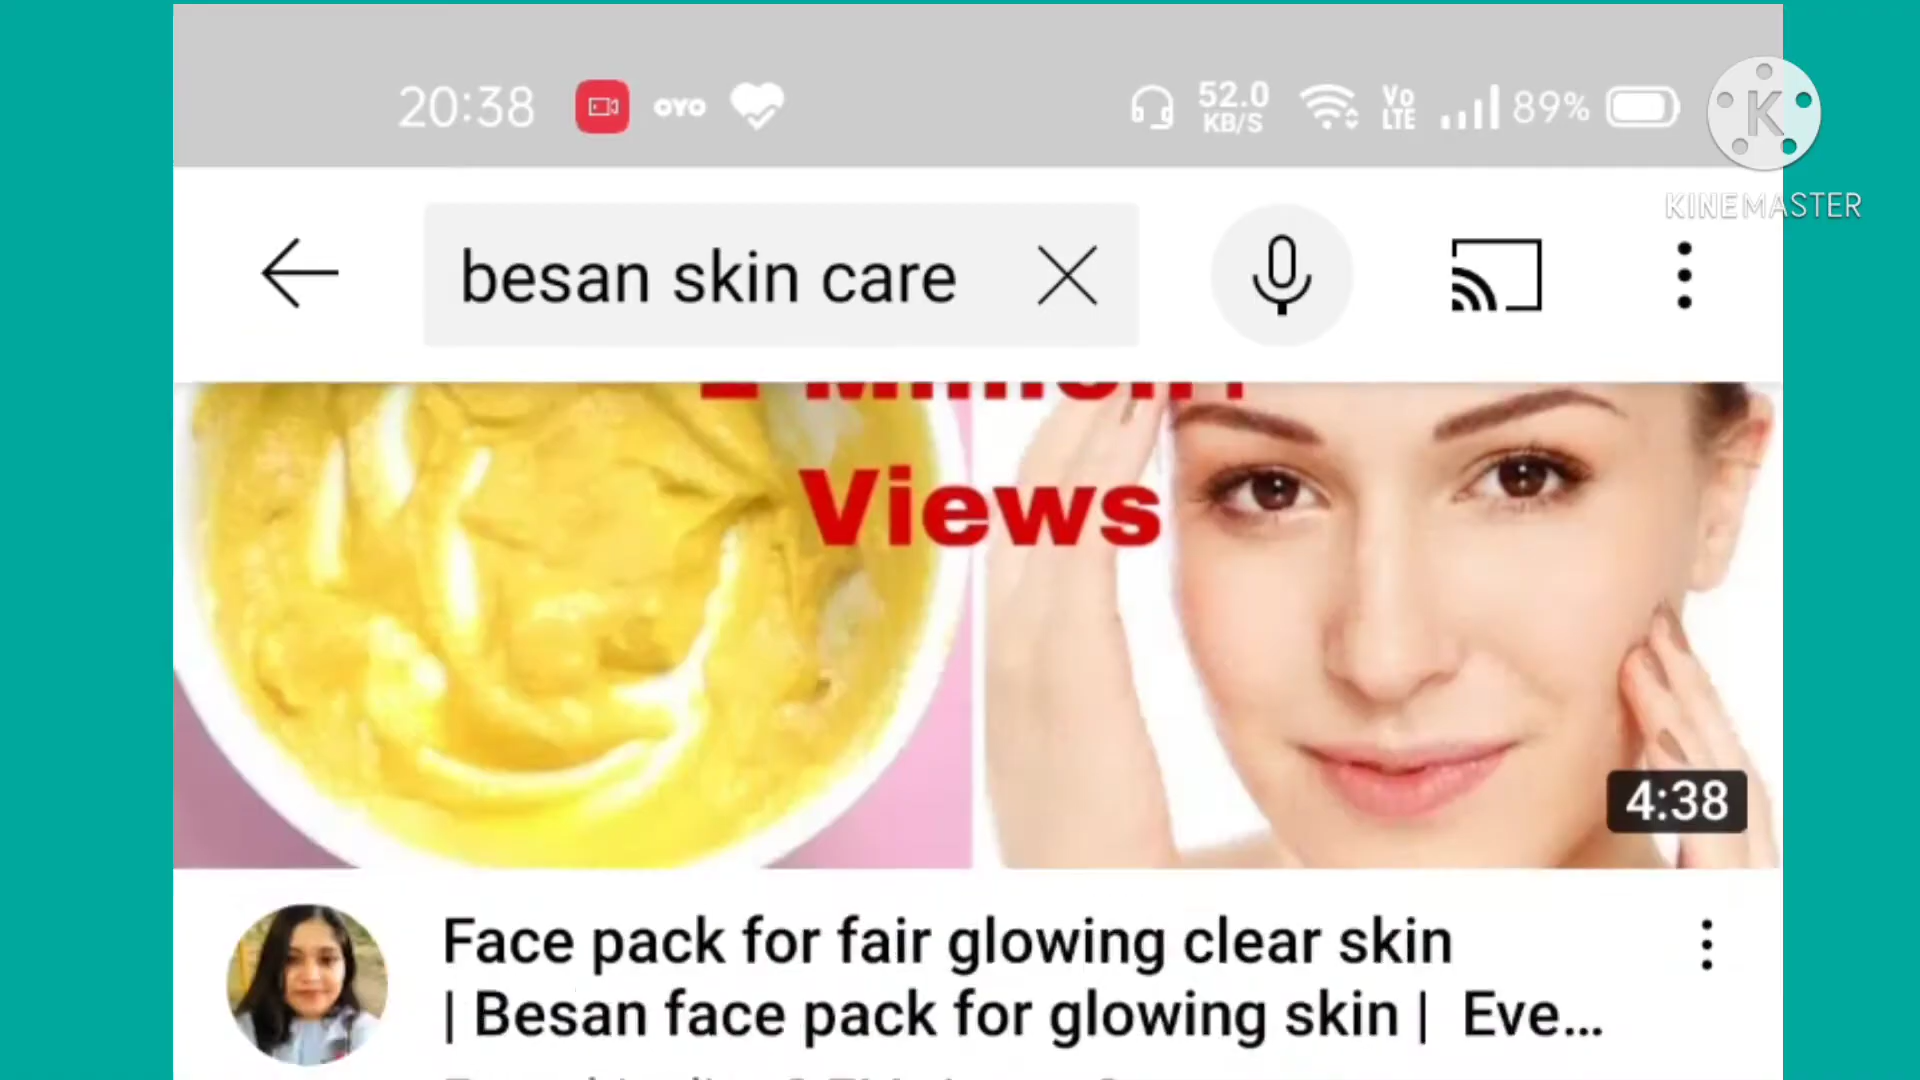 20:38 OYO 52.0 KB/S Vo LTE 89%
K
KINEMASTER
besan skin care
Views
4:38
Face pack for fair glowing clear skin
| Besan face pack for glowing skin | Eve...